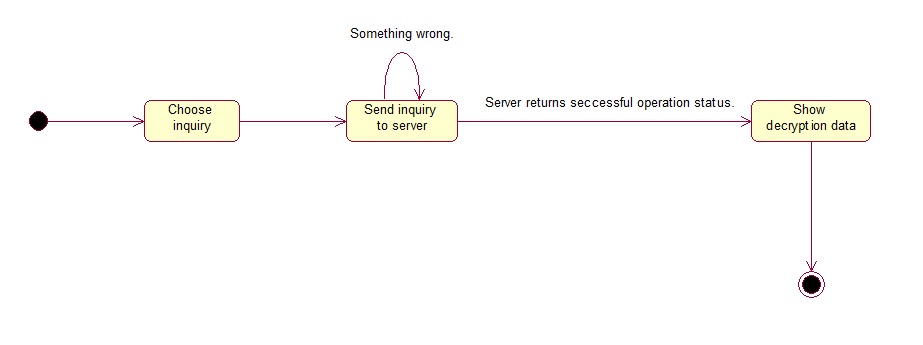 Something wrong.
Choose
inquiry
Send inquiry
to server
Server returns seccessful operation status.
Show
decryption data